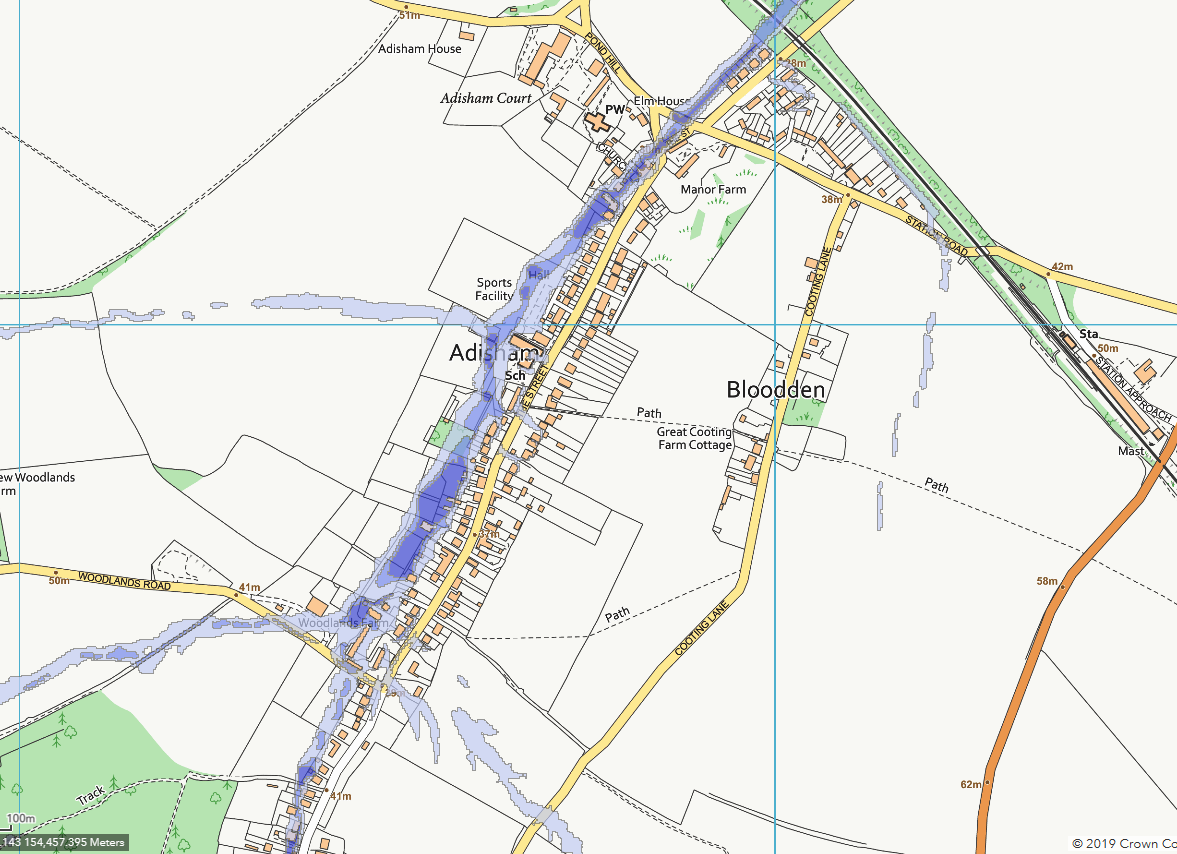 51m
Adisham House
POND HILL
28m
Adisham Court
Elm House
PW
Manor Farm
38m
STATION ROAD
42m
Hall
Sports
Facility
COOTING LANE
Sta
50m
Adisham
Sch
STATION APPROACH
Bloodden
Path
Great Cooting
Farm Cottage
Mast
Path
ew Woodlands
rm
37m
50m
WOODLANDS ROAD
41m
58m
Path
Woodlands Farm
COOTING LANE
62m
Track
41m
100m
143 154,457.395 Meters
© 2019 Crown Co